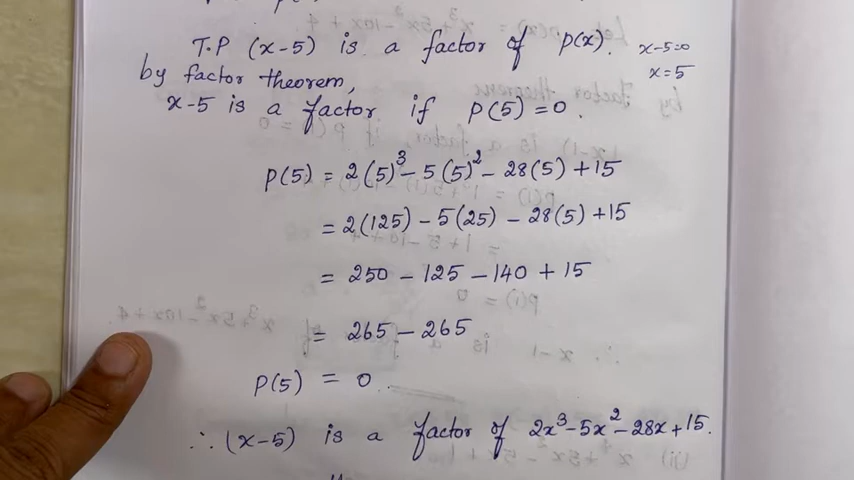 T.P (x-5) is a factor of p(x). x-5=0
by factor theorem, x=5
x-5 is a factor if p(5)=0.
p(5) = 2(5)³-5(5)²-28(5)+15
= 2(125)-5(25)-28(5)+15
= 250-125-140+15
= 265-265
p(5) = 0.
∴ (x-5) is a factor of 2x³-5x²-28x+15.